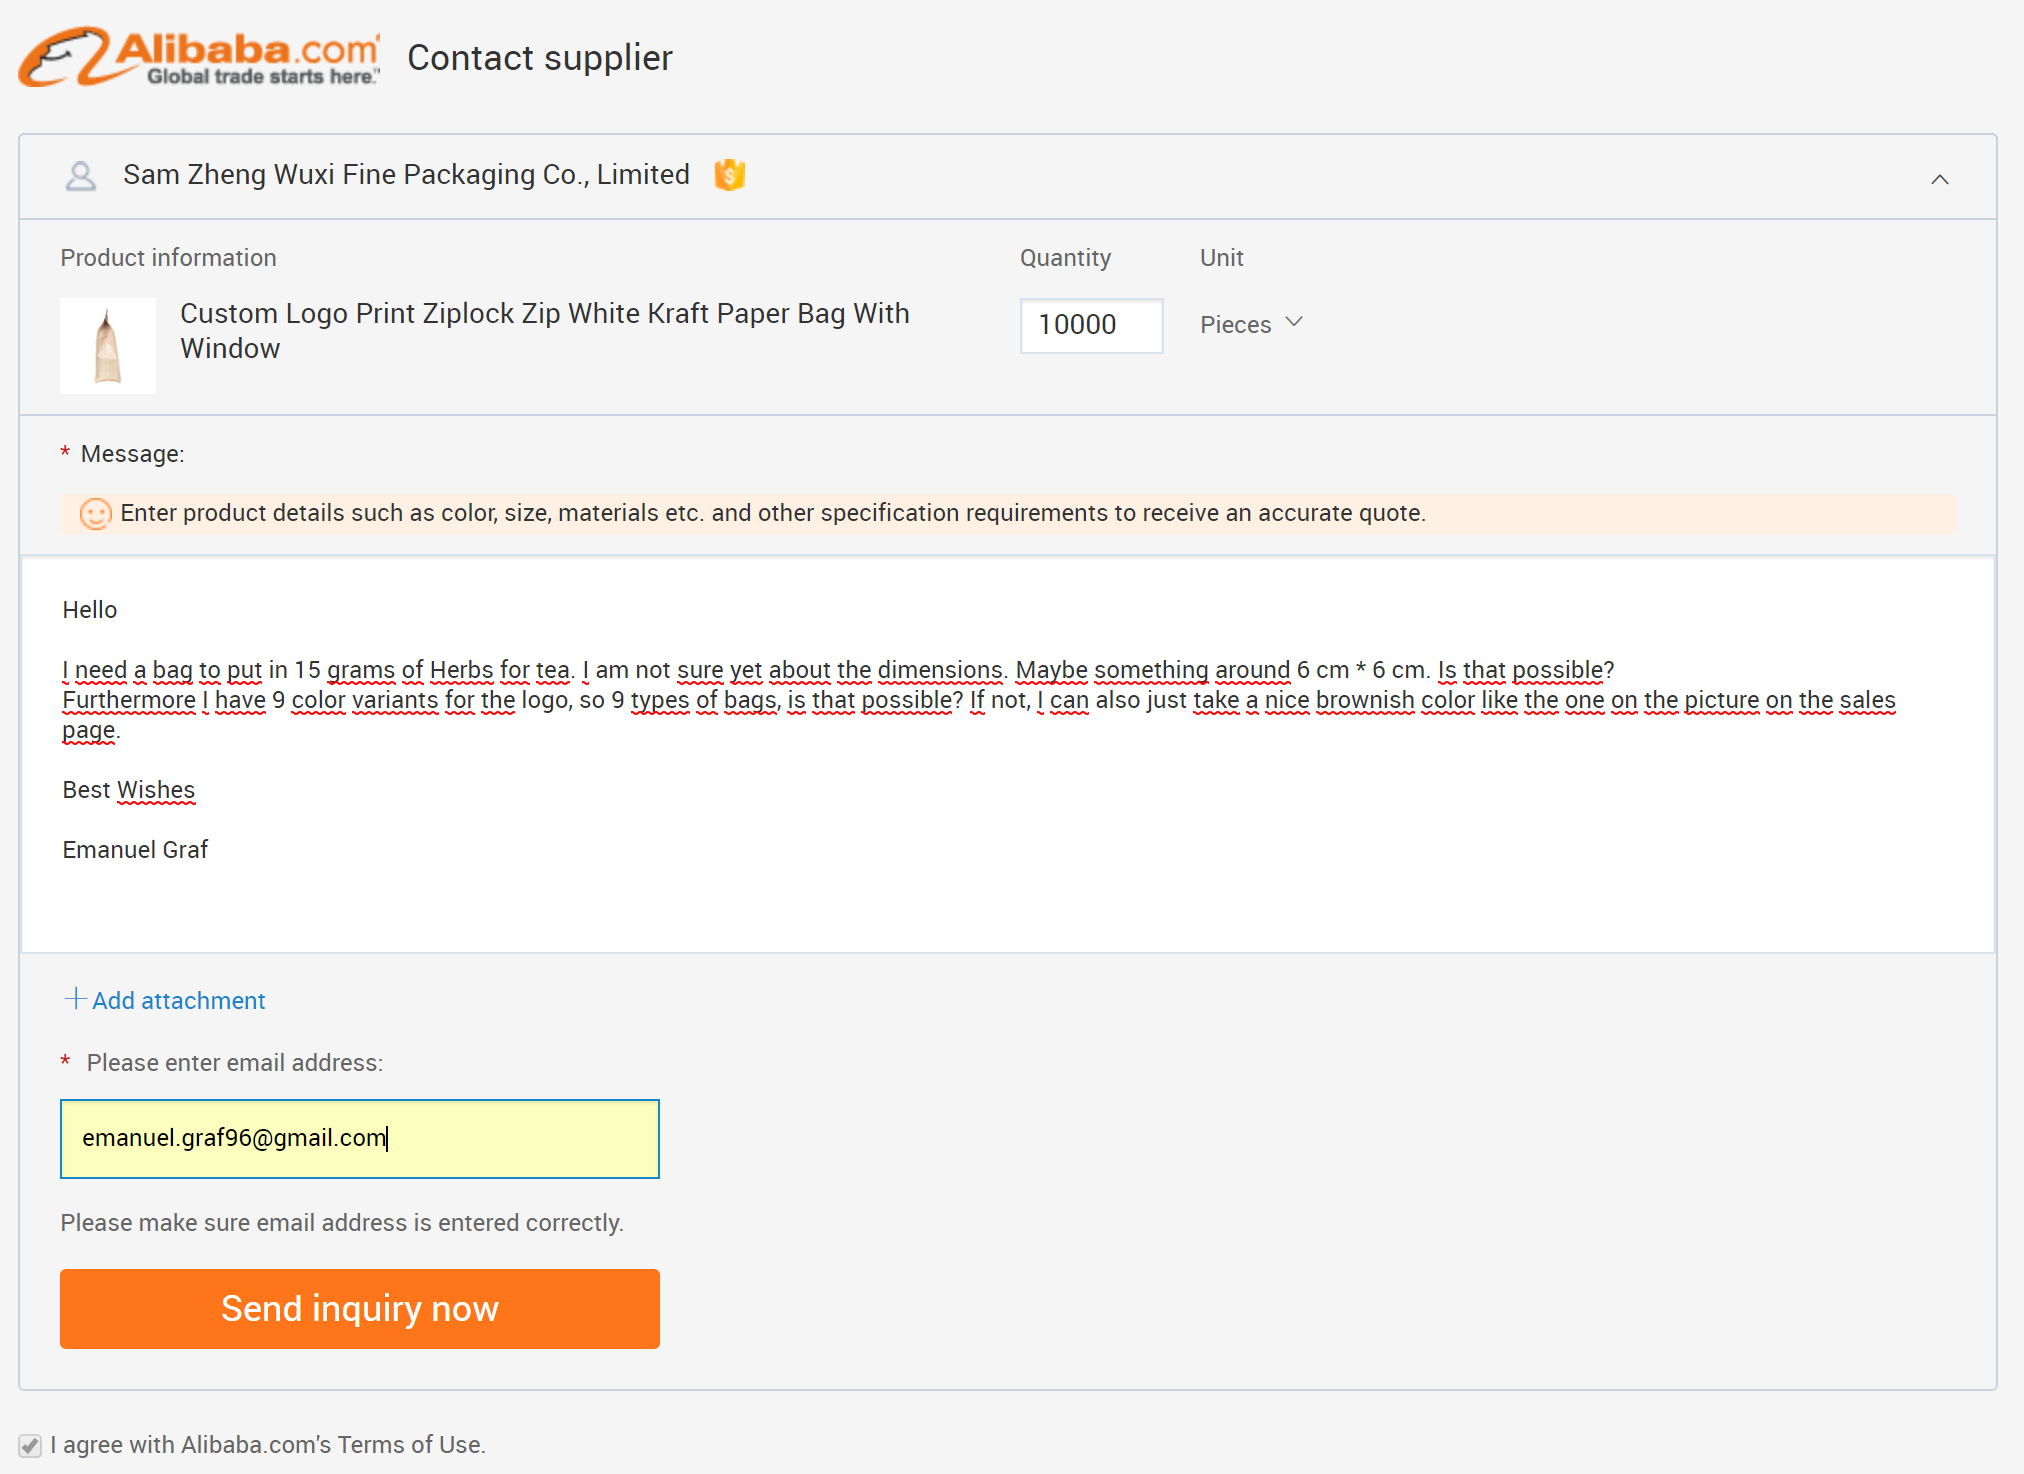 Alibaba.com
Global trade starts here.™
Contact supplier
Sam Zheng Wuxi Fine Packaging Co., Limited
$
Product information
Quantity
Unit
Custom Logo Print Ziplock Zip White Kraft Paper Bag With
Window
10000
Pieces
* Message:
Enter product details such as color, size, materials etc. and other specification requirements to receive an accurate quote.
Hello
I need a bag to put in 15 grams of Herbs for tea. I am not sure yet about the dimensions. Maybe something around 6 cm * 6 cm. Is that possible?
Furthermore I have 9 color variants for the logo, so 9 types of bags, is that possible? If not, I can also just take a nice brownish color like the one on the picture on the sales
page.
Best Wishes
Emanuel Graf
Add attachment
* Please enter email address:
emanuel.graf96@gmail.com
Please make sure email address is entered correctly.
Send inquiry now
I agree with Alibaba.com's Terms of Use.